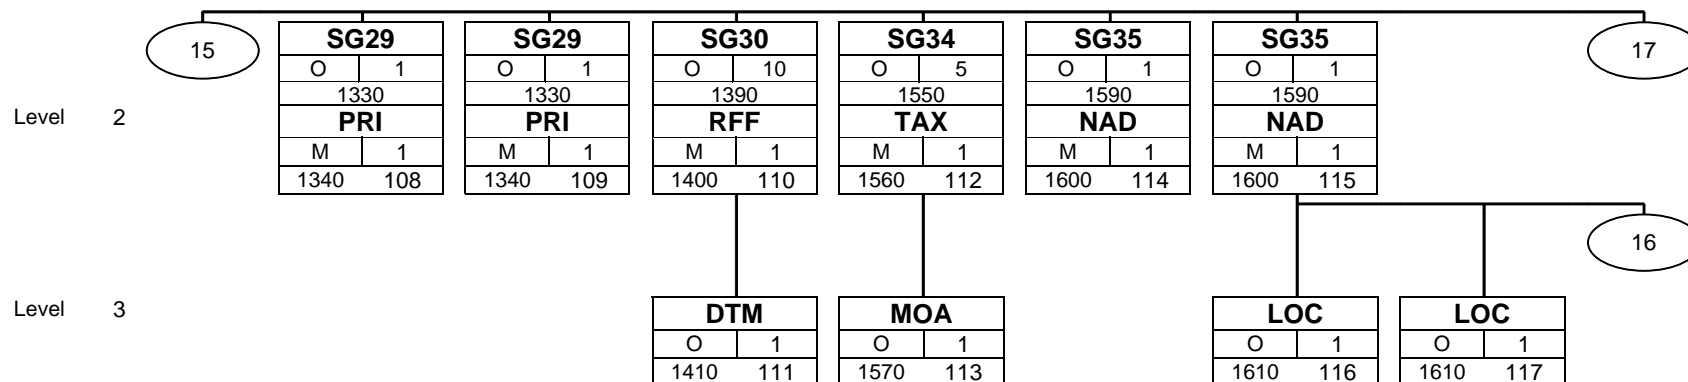 15 SG29 SG29 SG30 SG34 SG35 SG35 17
O 1 O 1 O 10 O 5 O 1 O 1
1330 1330 1390 1550 1590 1590
Level 2 PRI PRI RFF TAX NAD NAD
M 1 M 1 M 1 M 1 M 1 M 1
1340 108 1340 109 1400 110 1560 112 1600 114 1600 115
16
Level 3 DTM MOA LOC LOC
O 1 O 1 O 1 O 1
1410 111 1570 113 1610 116 1610 117